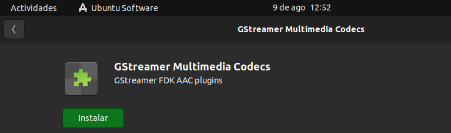 Actividades
Ubuntu Software
9 de ago 12:52
GStreamer Multimedia Codecs
GStreamer Multimedia Codecs
GStreamer FDK AAC plugins
Instalar